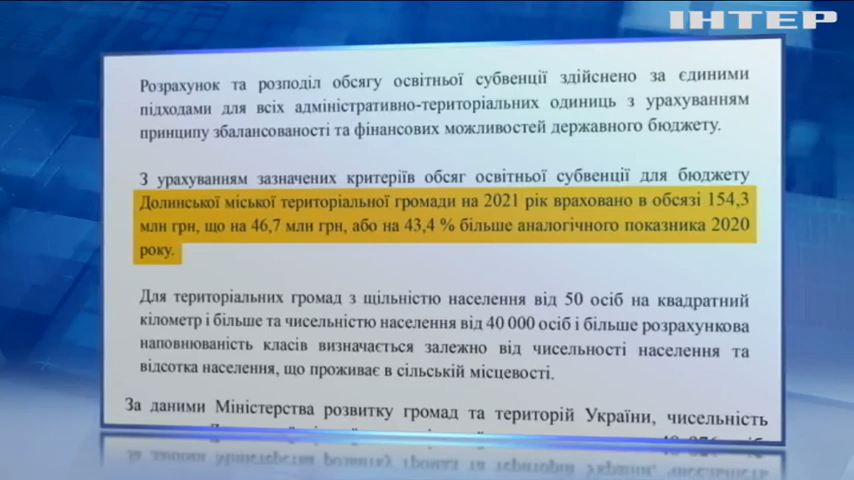 ІНТЕР
Розрахунок та розподіл обсягу освітньої субвенції здійснено за єдиними
підходами для всіх адміністративно-територіальних одиниць з урахуванням
принципу збалансованості та фінансових можливостей державного бюджету.
З урахуванням зазначених критеріїв обсяг освітньої субвенції для бюджету
Долинської міської територіальної громади на 2021 рік враховано в обсязі 154,3
млн грн, що на 46,7 млн грн, або на 43,4 % більше аналогічного показника 2020
року.
Для територіальних громад з щільністю населення від 50 осіб на квадратний
кілометр і більше та чисельністю населення від 40 000 осіб і більше розрахункова
наповнюваність класів визначається залежно від чисельності населення та
відсотка населення, що проживає в сільській місцевості.
За даними Міністерства розвитку громад та територій України, чисельність